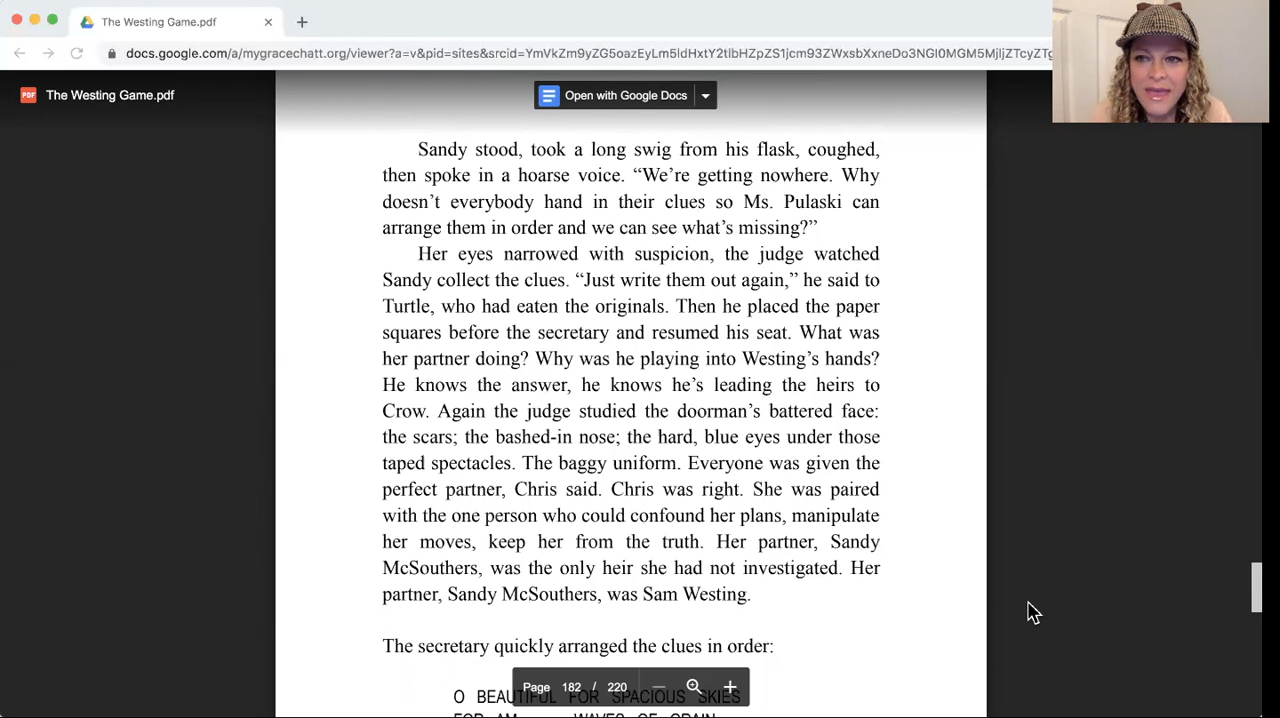 The Westing Game.pdf
docs.google.com/a/mygracechatt.org/viewer?a=v&pid=sites&srcid=
PDF The Westing Game.pdf
Open with Google Docs
Sandy stood, took a long swig from his flask, coughed,
then spoke in a hoarse voice. “We’re getting nowhere. Why
doesn’t everybody hand in their clues so Ms. Pulaski can
arrange them in order and we can see what’s missing?”
Her eyes narrowed with suspicion, the judge watched
Sandy collect the clues. “Just write them out again,” he said to
Turtle, who had eaten the originals. Then he placed the paper
squares before the secretary and resumed his seat. What was
her partner doing? Why was he playing into Westing’s hands?
He knows the answer, he knows he’s leading the heirs to
Crow. Again the judge studied the doorman’s battered face:
the scars; the bashed-in nose; the hard, blue eyes under those
taped spectacles. The baggy uniform. Everyone was given the
perfect partner, Chris said. Chris was right. She was paired
with the one person who could confound her plans, manipulate
her moves, keep her from the truth. Her partner, Sandy
McSouthers, was the only heir she had not investigated. Her
partner, Sandy McSouthers, was Sam Westing.
The secretary quickly arranged the clues in order:
Page 182 / 220
O BEAUTIFUL FOR SPACIOUS SKIES
FOR AM WAVES OF GRAIN